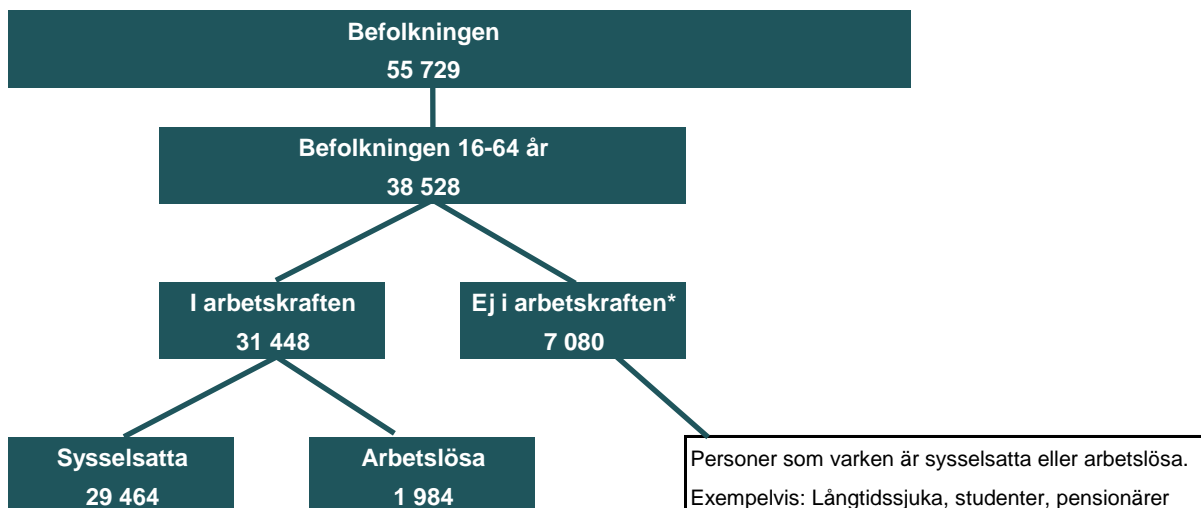 Befolkningen
55 729
Befolkningen 16-64 år
38 528
I arbetskraften
31 448
Ej i arbetskraften*
7 080
Sysselsatta
29 464
Arbetslösa
1 984
Personer som varken är sysselsatta eller arbetslösa.
Exempelvis: Långtidssjuka, studenter, pensionärer